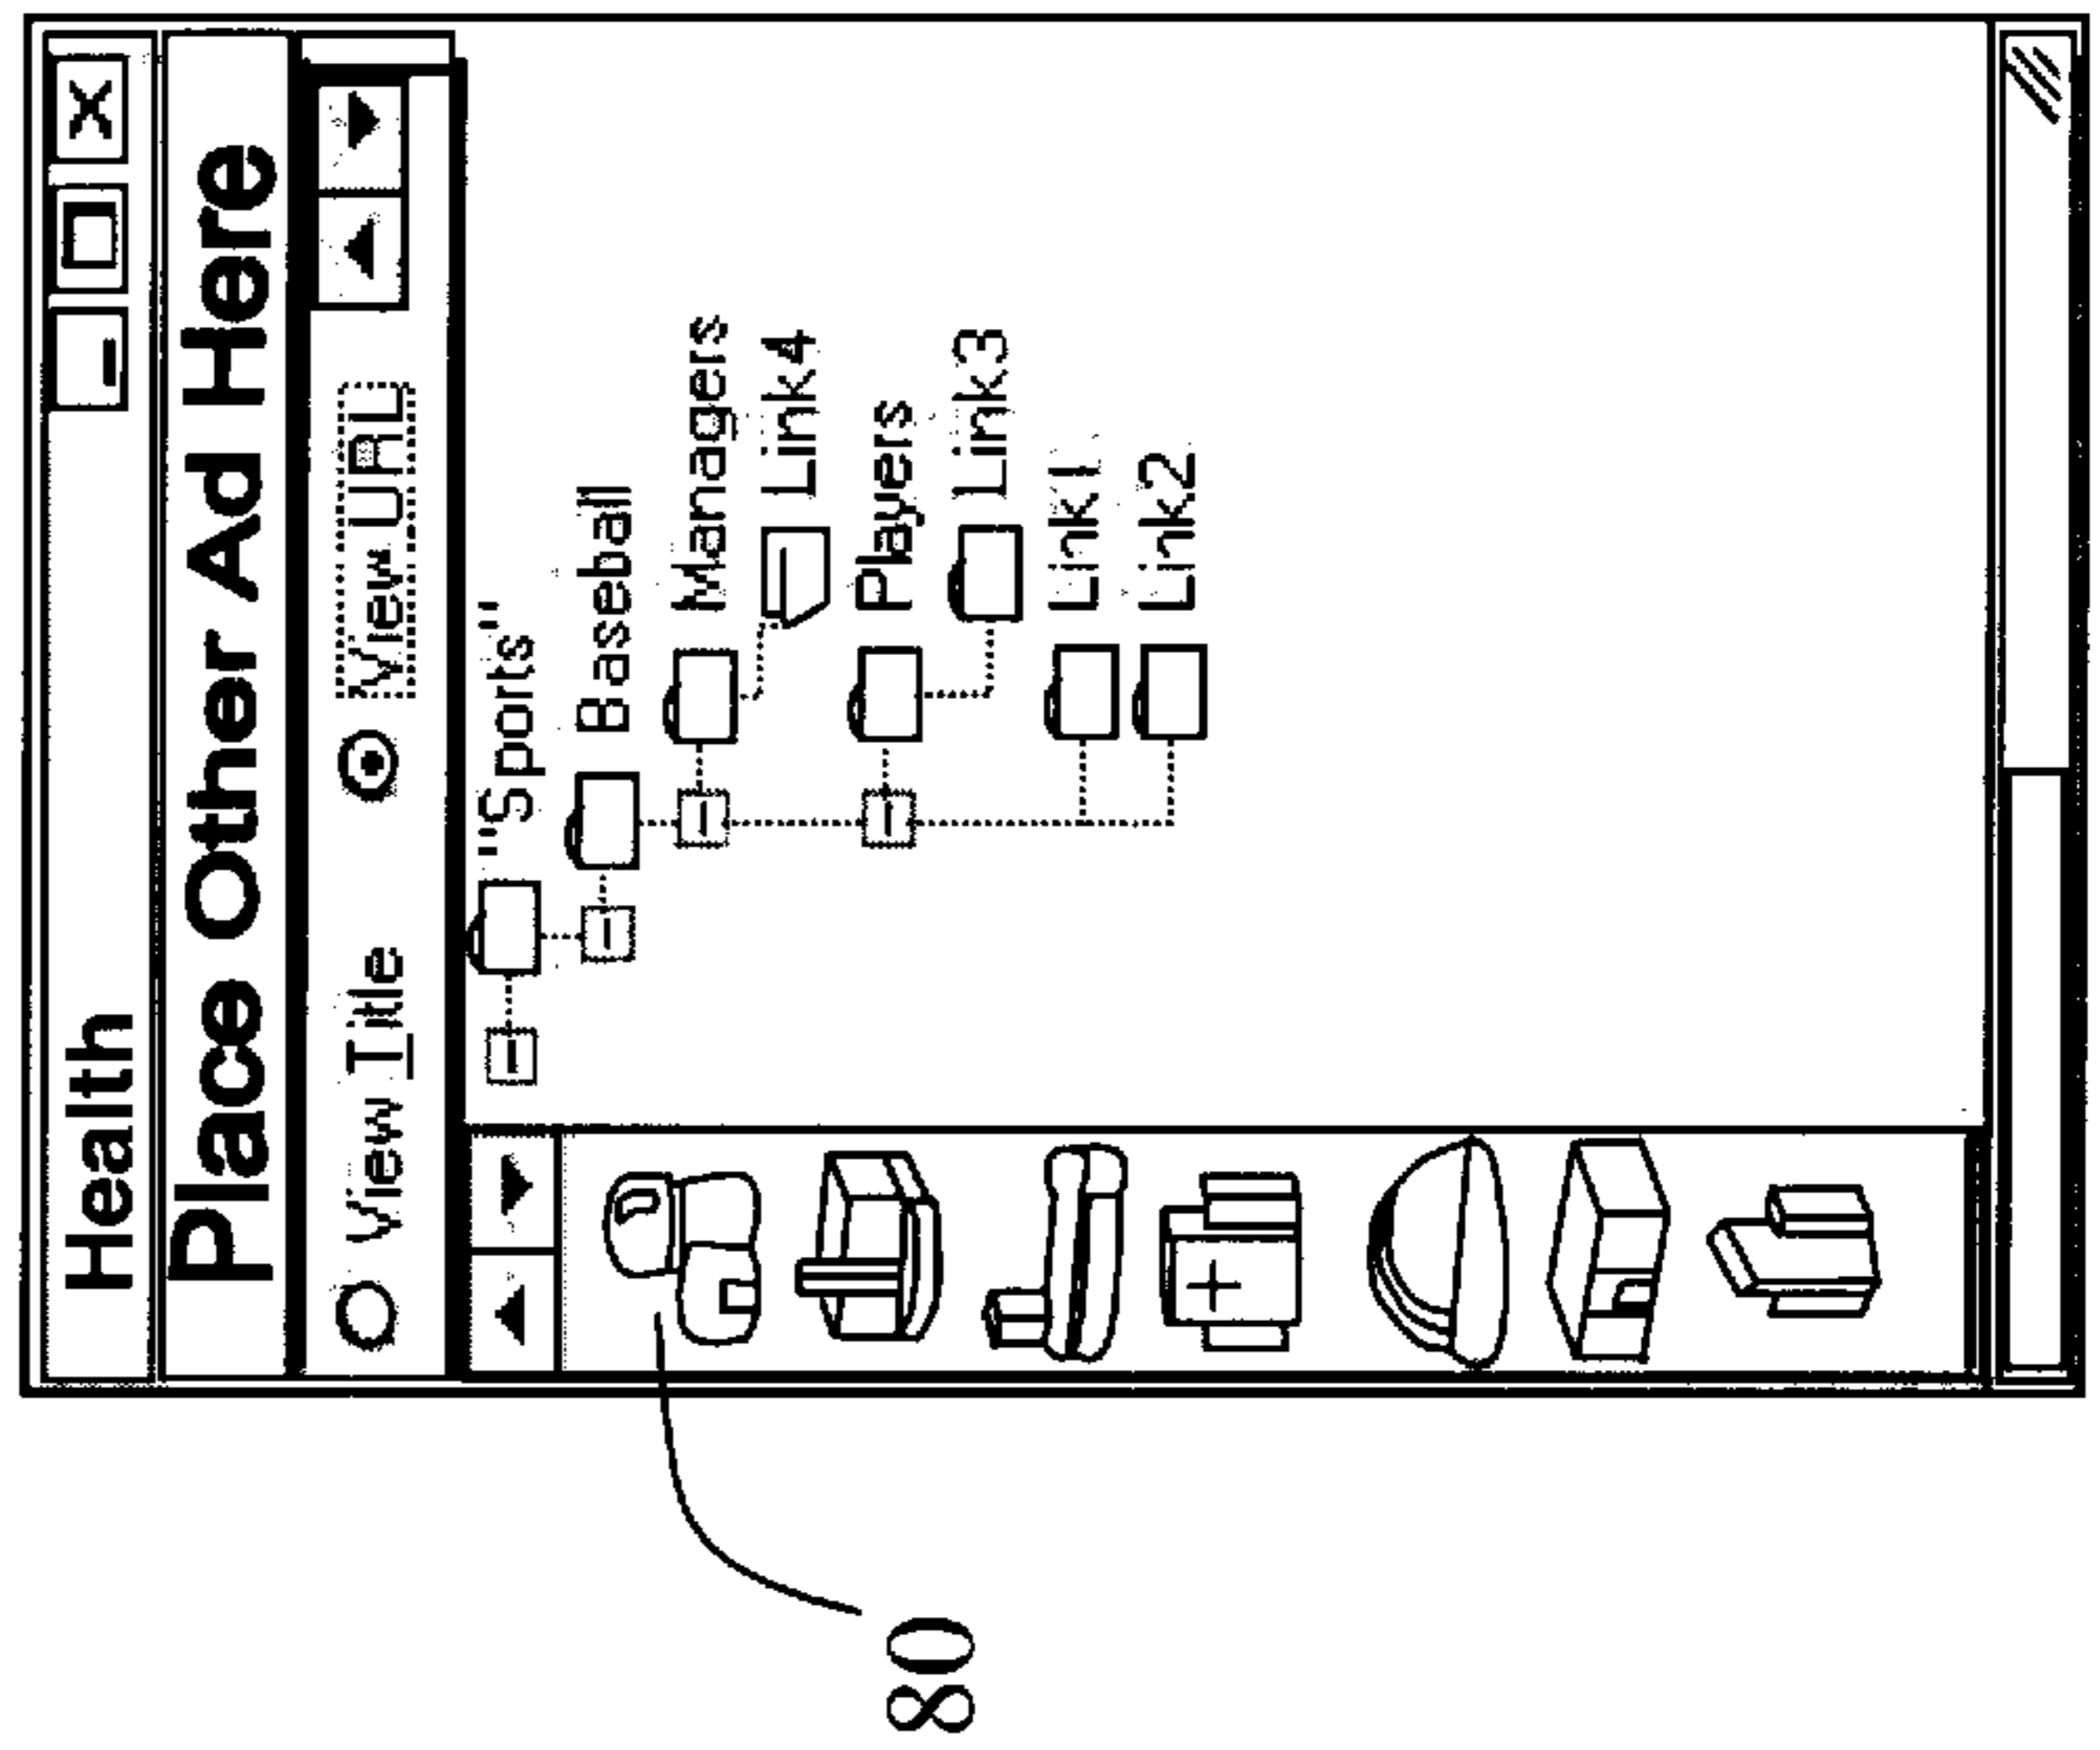 Health
Place Other Ad Here
View Title View URL
"Sports"
Baseball
Managers
Link4
Players
Link3
Link1
Link2
80